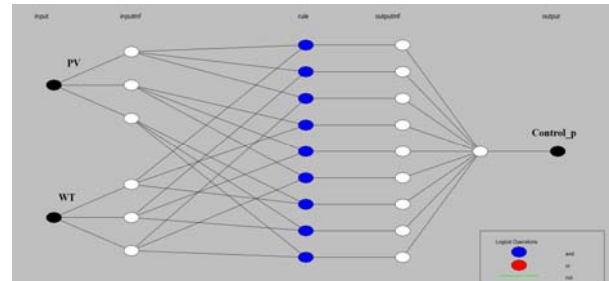 input inputmf rule outputmf output
PV
Control_p
WT
Logical Operations
and
or
not